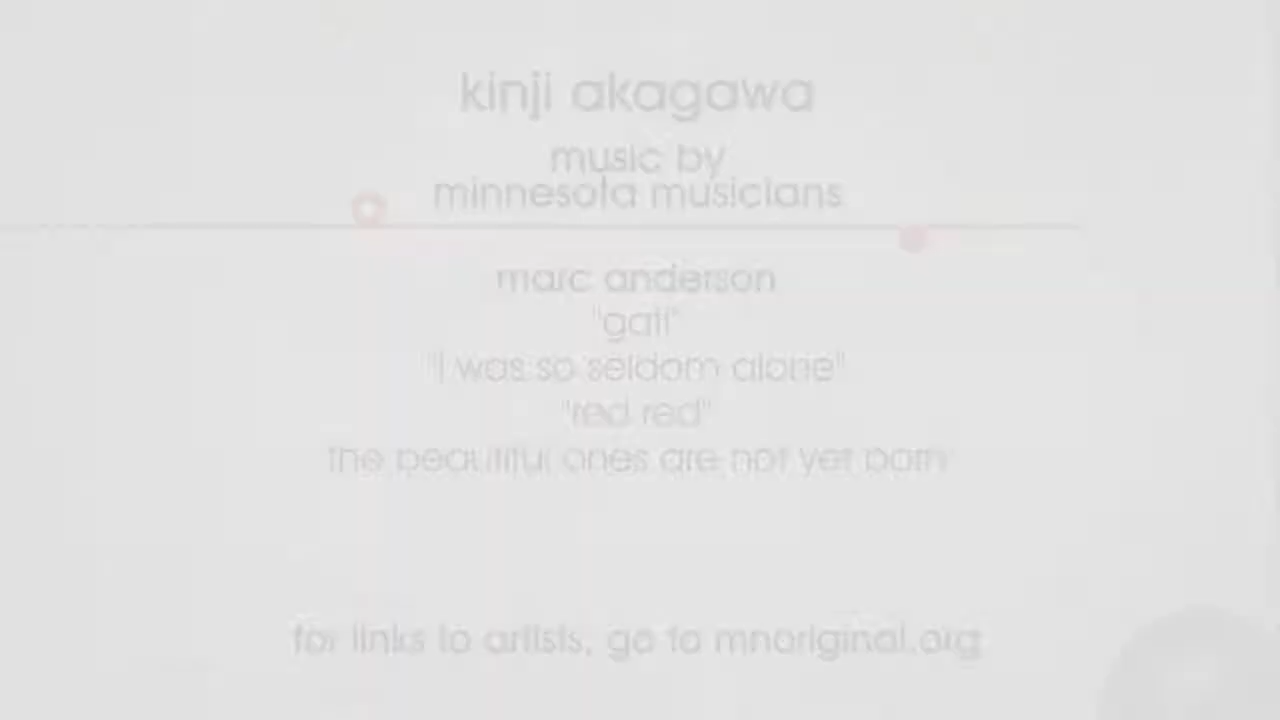 kinji akagawa
music by
minnesota musicians
marc anderson
"gati"
"i was so seldom alone"
"red red"
the beautiful ones are not yet born
for links to artists, go to mnoriginal.org